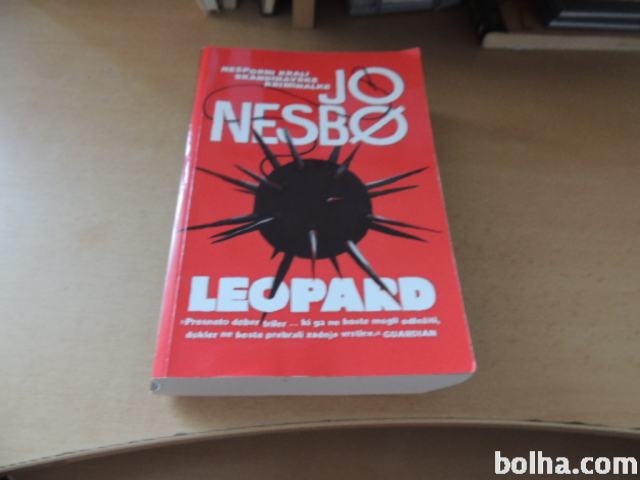 NESPORNI KRALJ
SKANDINAVSKE
KRIMINALKE
JO
NESBØ
LEOPARD
»Presneto dober triler ... ki ga ne boste mogli odložiti,
dokler ne boste prebrali zadnje vrstice.« GUARDIAN
bolha.com